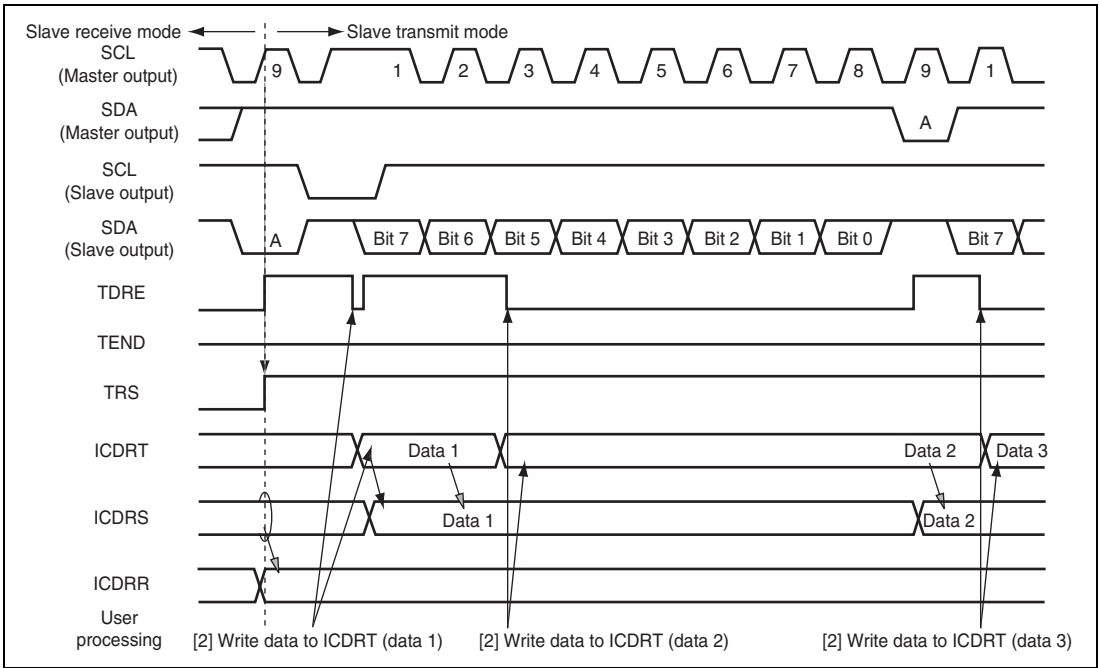 Slave receive mode Slave transmit mode
SCL
(Master output)
9 1 2 3 4 5 6 7 8 9 1
SDA
(Master output)
A
SCL
(Slave output)
SDA
(Slave output)
A Bit 7 Bit 6 Bit 5 Bit 4 Bit 3 Bit 2 Bit 1 Bit 0 Bit 7
TDRE
TEND
TRS
ICDRT Data 1 Data 2 Data 3
ICDRS Data 1 Data 2
ICDRR
User
processing
[2] Write data to ICDRT (data 1) [2] Write data to ICDRT (data 2) [2] Write data to ICDRT (data 3)